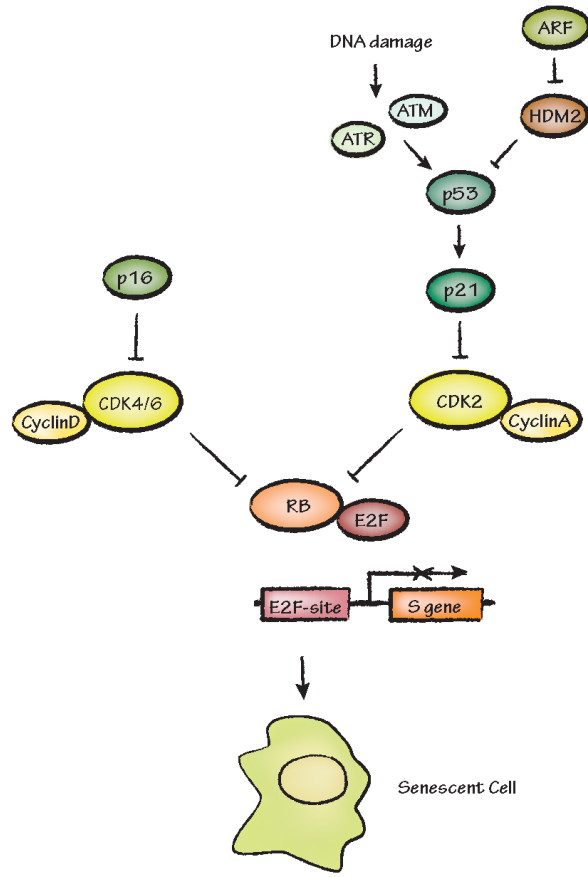 ARF
DNA damage
ATM
HDM2
ATR
p53
p16
p21
CDK4/6
CDK2
CyclinD
CyclinA
RB
E2F
E2F-site
S gene
Senescent Cell